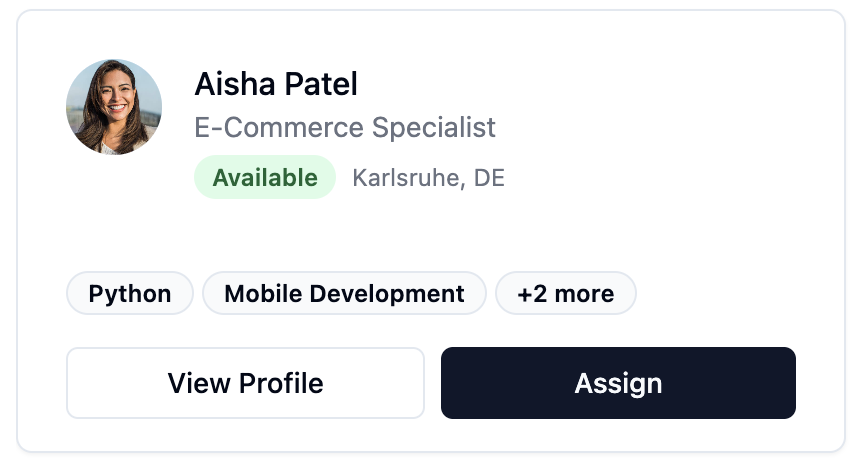 Aisha Patel
E-Commerce Specialist
Available Karlsruhe, DE
Python Mobile Development +2 more
View Profile Assign